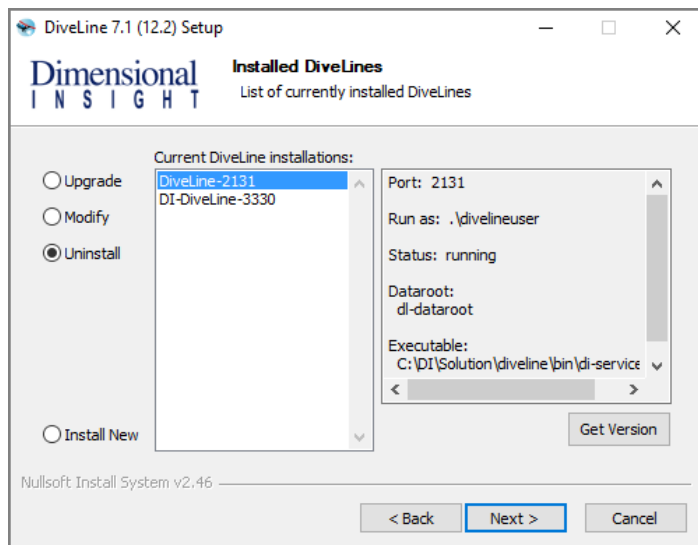 DiveLine 7.1 (12.2) Setup
Dimensional
INSIGHT
Installed DiveLines
List of currently installed DiveLines
Current DiveLine installations:
Upgrade
Modify
Uninstall
Install New
DiveLine-2131
DI-DiveLine-3330
Port: 2131
Run as: .\divelineuser
Status: running
Dataroot:
dl-dataroot
Executable:
C:\DI\Solution\diveline\bin\di-service
Get Version
Nullsoft Install System v2.46
< Back
Next >
Cancel